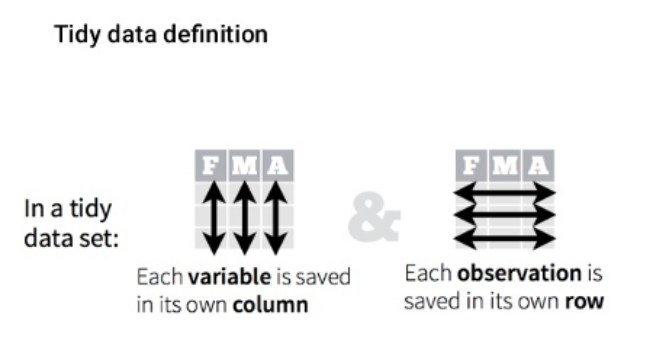 Tidy data definition
F M A
F M A
In a tidy
data set:
&
Each variable is saved
in its own column
Each observation is
saved in its own row